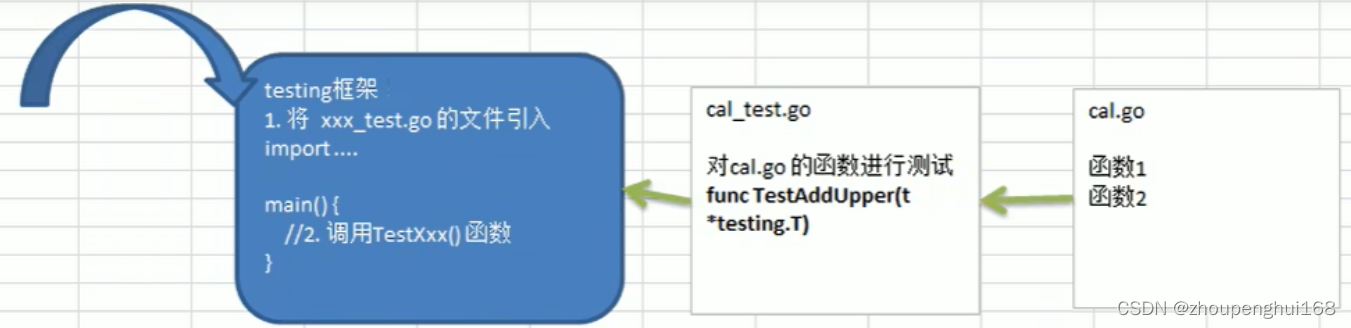 testing框架
1. 将 xxx_test.go 的文件引入
import ....
main() {
//2. 调用TestXxx() 函数
}
cal_test.go
对cal.go 的函数进行测试
func TestAddUpper(t
*testing.T)
cal.go
函数1
函数2
CSDN @zhoupenghui168